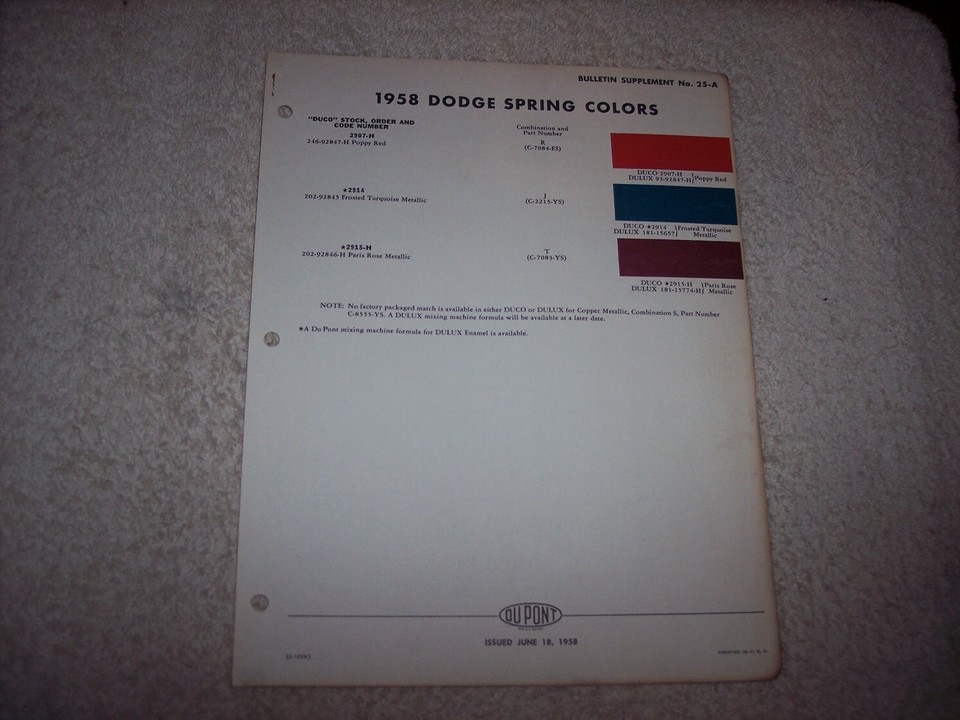 BULLETIN SUPPLEMENT No. 25-A
1958 DODGE SPRING COLORS
"DUCO" STOCK, ORDER AND
CODE NUMBER
Combination and
Part Number
2907-H
246-92847-H Poppy Red
R
(C-7084-ES)
DUCO 2907-H
DULUX 93-92847-H
Poppy Red
★2914
202-92845 Frosted Turquoise Metallic
J
(C-2215-YS)
DUCO ★2914
DULUX 181-15657
Frosted Turquoise
Metallic
★2915-H
202-92846-H Paris Rose Metallic
T
(C-7083-YS)
DUCO ★2915-H
DULUX 181-15774-H
Paris Rose
Metallic
NOTE: No factory packaged match is available in either DUCO or DULUX for Copper Metallic, Combination S, Part Number
C-8555-YS. A DULUX mixing machine formula will be available at a later date.
★A Du Pont mixing machine formula for DULUX Enamel is available.
DU PONT
ISSUED JUNE 18, 1958
PRINTED IN U. S. A.